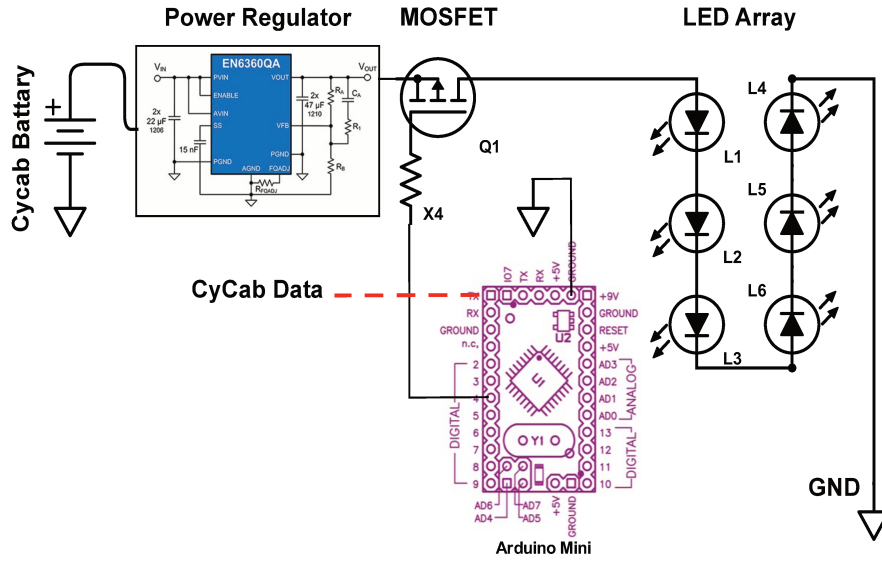 Power Regulator
MOSFET
LED Array
Cycab Battary
+
EN6360QA
VIN
PVIN
VOUT
VOUT
ENABLE
AVIN
SS
VFB
PGND
PGND
AGND
FQADJ
2x
22 µF
1206
15 nF
2x
47 µF
1210
RA
CA
R1
RB
RFQADJ
Q1
X4
L1
L2
L3
L4
L5
L6
GND
CyCab Data
TX
RX
GROUND
n.c,
2
3
4
5
6
7
8
9
DIGITAL
IO7
TX
RX
+5V
GROUND
+9V
GROUND
RESET
+5V
AD3
AD2
AD1
AD0
ANALOG
13
12
11
10
DIGITAL
U2
Y1
AD6
AD4
AD7
AD5
+5V
GROUND
Arduino Mini